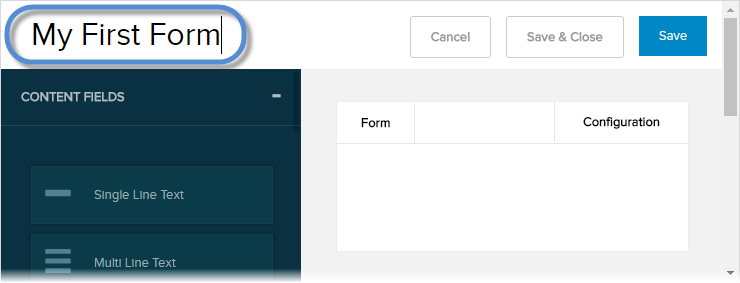 My First Form
Cancel
Save & Close
Save
CONTENT FIELDS
Form
Configuration
Single Line Text
Multi Line Text